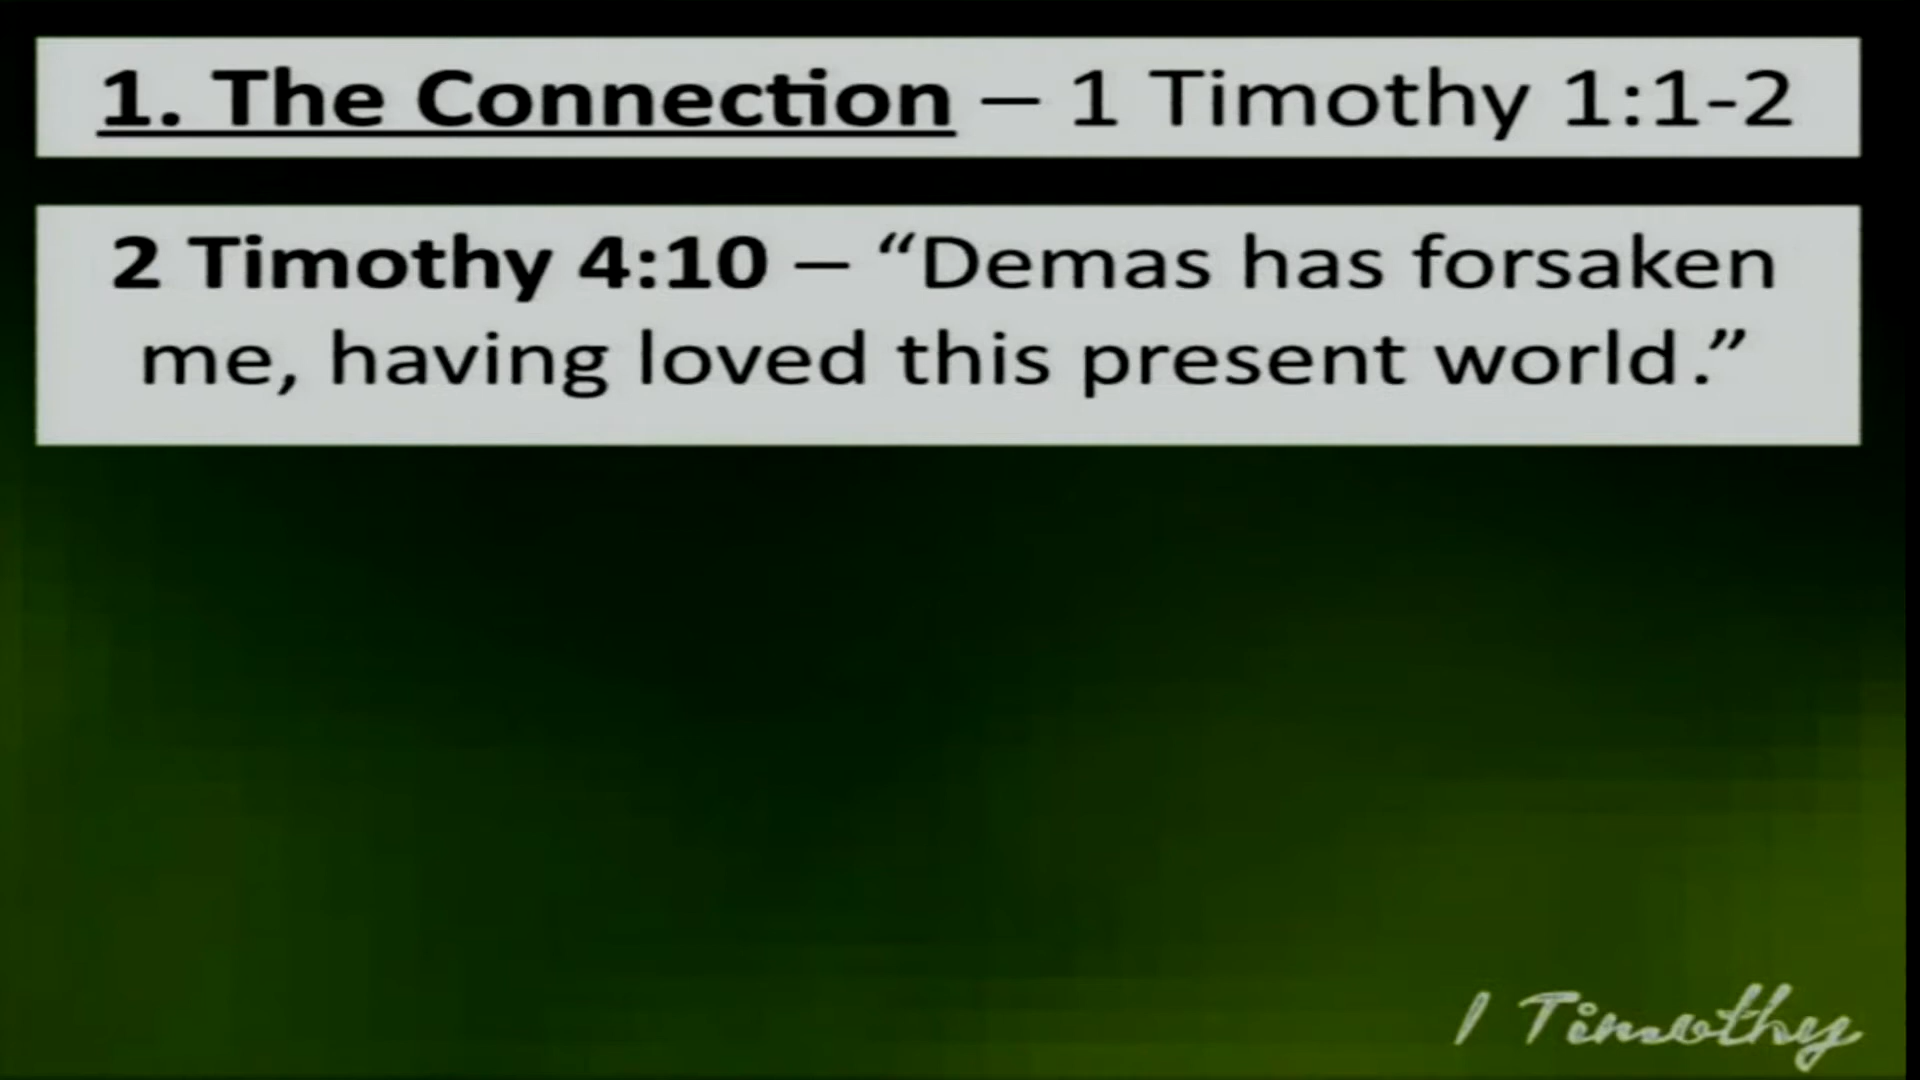 1. The Connection – 1 Timothy 1:1-2
2 Timothy 4:10 – “Demas has forsaken
me, having loved this present world.”
1 Timothy